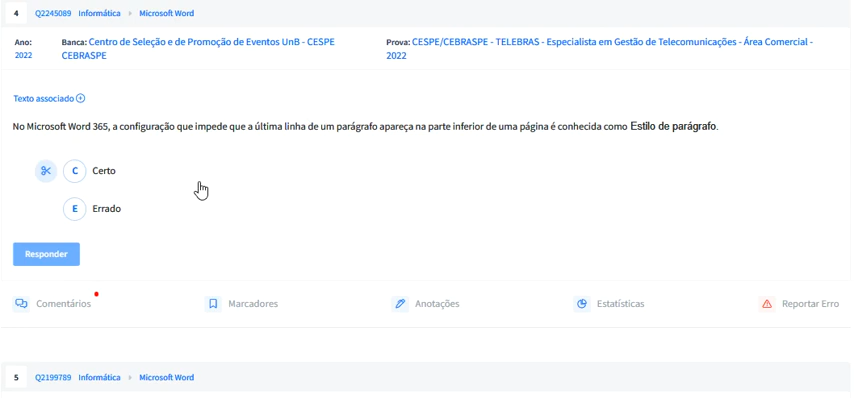 4 Q2245089 Informática Microsoft Word
Ano: 2022 Banca: Centro de Seleção e de Promoção de Eventos UnB - CESPE CEBRASPE Prova: CESPE/CEBRASPE - TELEBRAS - Especialista em Gestão de Telecomunicações - Área Comercial - 2022
Texto associado
No Microsoft Word 365, a configuração que impede que a última linha de um parágrafo apareça na parte inferior de uma página é conhecida como Estilo de parágrafo.
C Certo
E Errado
Responder
Comentários Marcadores Anotações Estatísticas Reportar Erro
5 Q2199789 Informática Microsoft Word